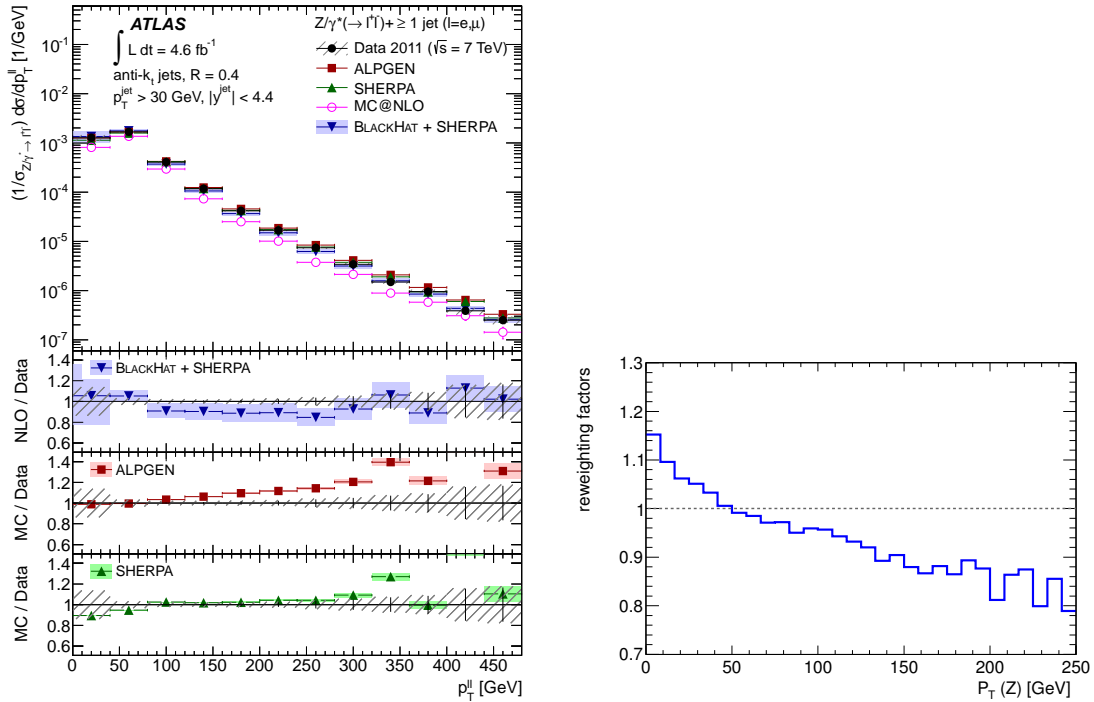 (1/σ_{Z/γ*→ l⁺l⁻}) dσ/dp_T^{ll} [1/GeV]
10⁻¹
10⁻²
10⁻³
10⁻⁴
10⁻⁵
10⁻⁶
10⁻⁷
ATLAS
∫ L dt = 4.6 fb⁻¹
anti-k_t jets, R = 0.4
p_T^{jet} > 30 GeV, |y^{jet}| < 4.4
Z/γ*(→ l⁺l⁻)+ ≥ 1 jet (l=e,μ)
Data 2011 (√s = 7 TeV)
ALPGEN
SHERPA
MC@NLO
BLACKHAT + SHERPA
NLO / Data
1.4
1.2
1
0.8
0.6
BLACKHAT + SHERPA
MC / Data
1.4
1.2
1
0.8
0.6
ALPGEN
MC / Data
1.4
1.2
1
0.8
0.6
SHERPA
0 50 100 150 200 250 300 350 400 450
p_T^{ll} [GeV]
reweighting factors
1.3
1.2
1.1
1
0.9
0.8
0.7
0 50 100 150 200 250
P_T (Z) [GeV]